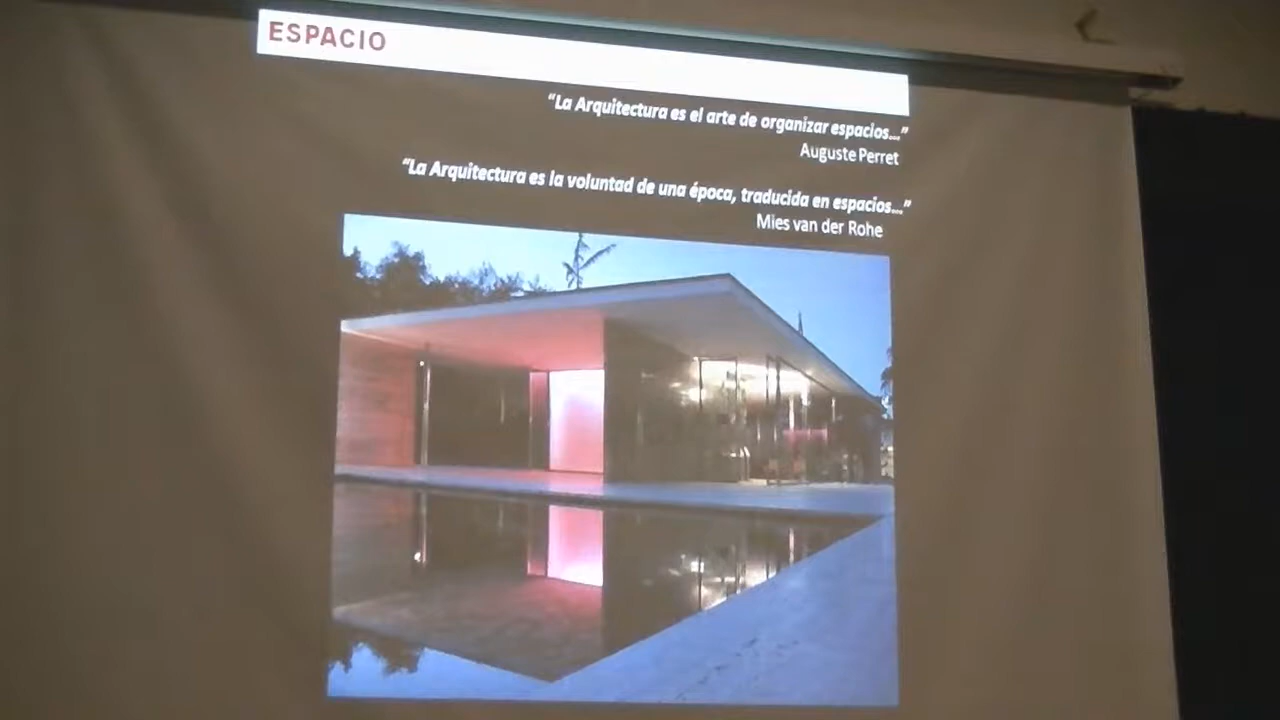 ESPACIO
“La Arquitectura es el arte de organizar espacios...”
Auguste Perret
“La Arquitectura es la voluntad de una época, traducida en espacios...”
Mies van der Rohe